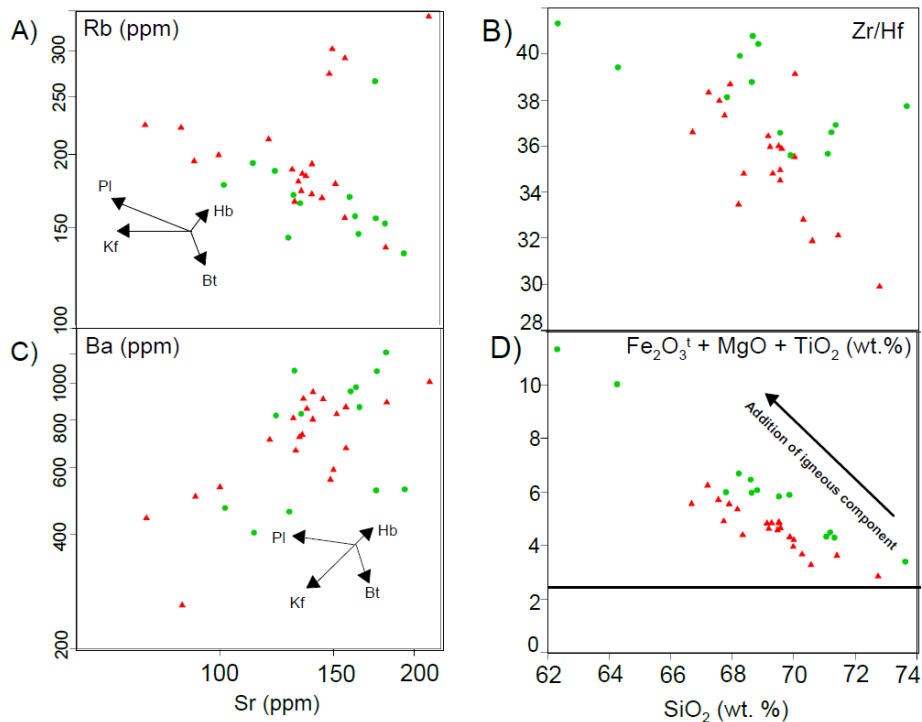 A)
Rb (ppm)
300
250
200
150
100
Pl
Hb
Kf
Bt
B)
Zr/Hf
40
38
36
34
32
30
28
C)
Ba (ppm)
1000
800
600
400
200
Pl
Hb
Kf
Bt
100
150
200
Sr (ppm)
D)
Fe₂O₃ᵗ + MgO + TiO₂ (wt.%)
10
8
6
4
2
0
Addition of igneous component
62
64
66
68
70
71
74
SiO₂ (wt. %)